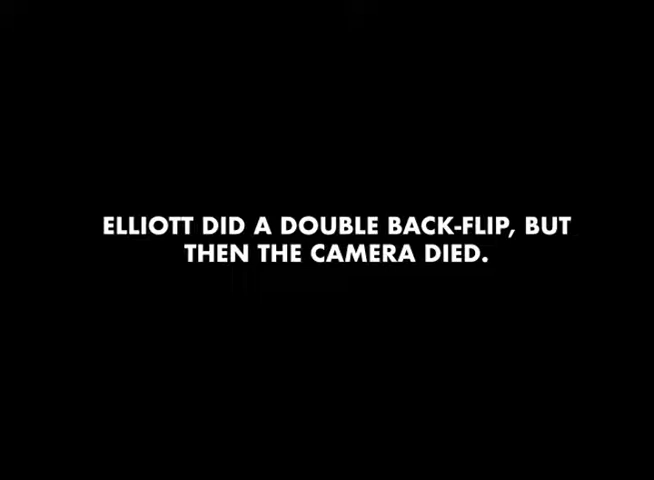 ELLIOTT DID A DOUBLE BACK-FLIP, BUT
THEN THE CAMERA DIED.